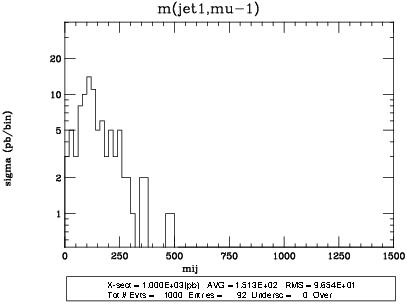 m(jet1,mu-1)
20
10
5
2
1
sigma (pb/bin)
0 250 500 750 1000 1250 1500
mij
X-sect = 1.000E+03(pb) AVG = 1.513E+02 RMS = 9.654E+01
Tot # Evts = 1000 Entries = 92 Undersc = 0 Over